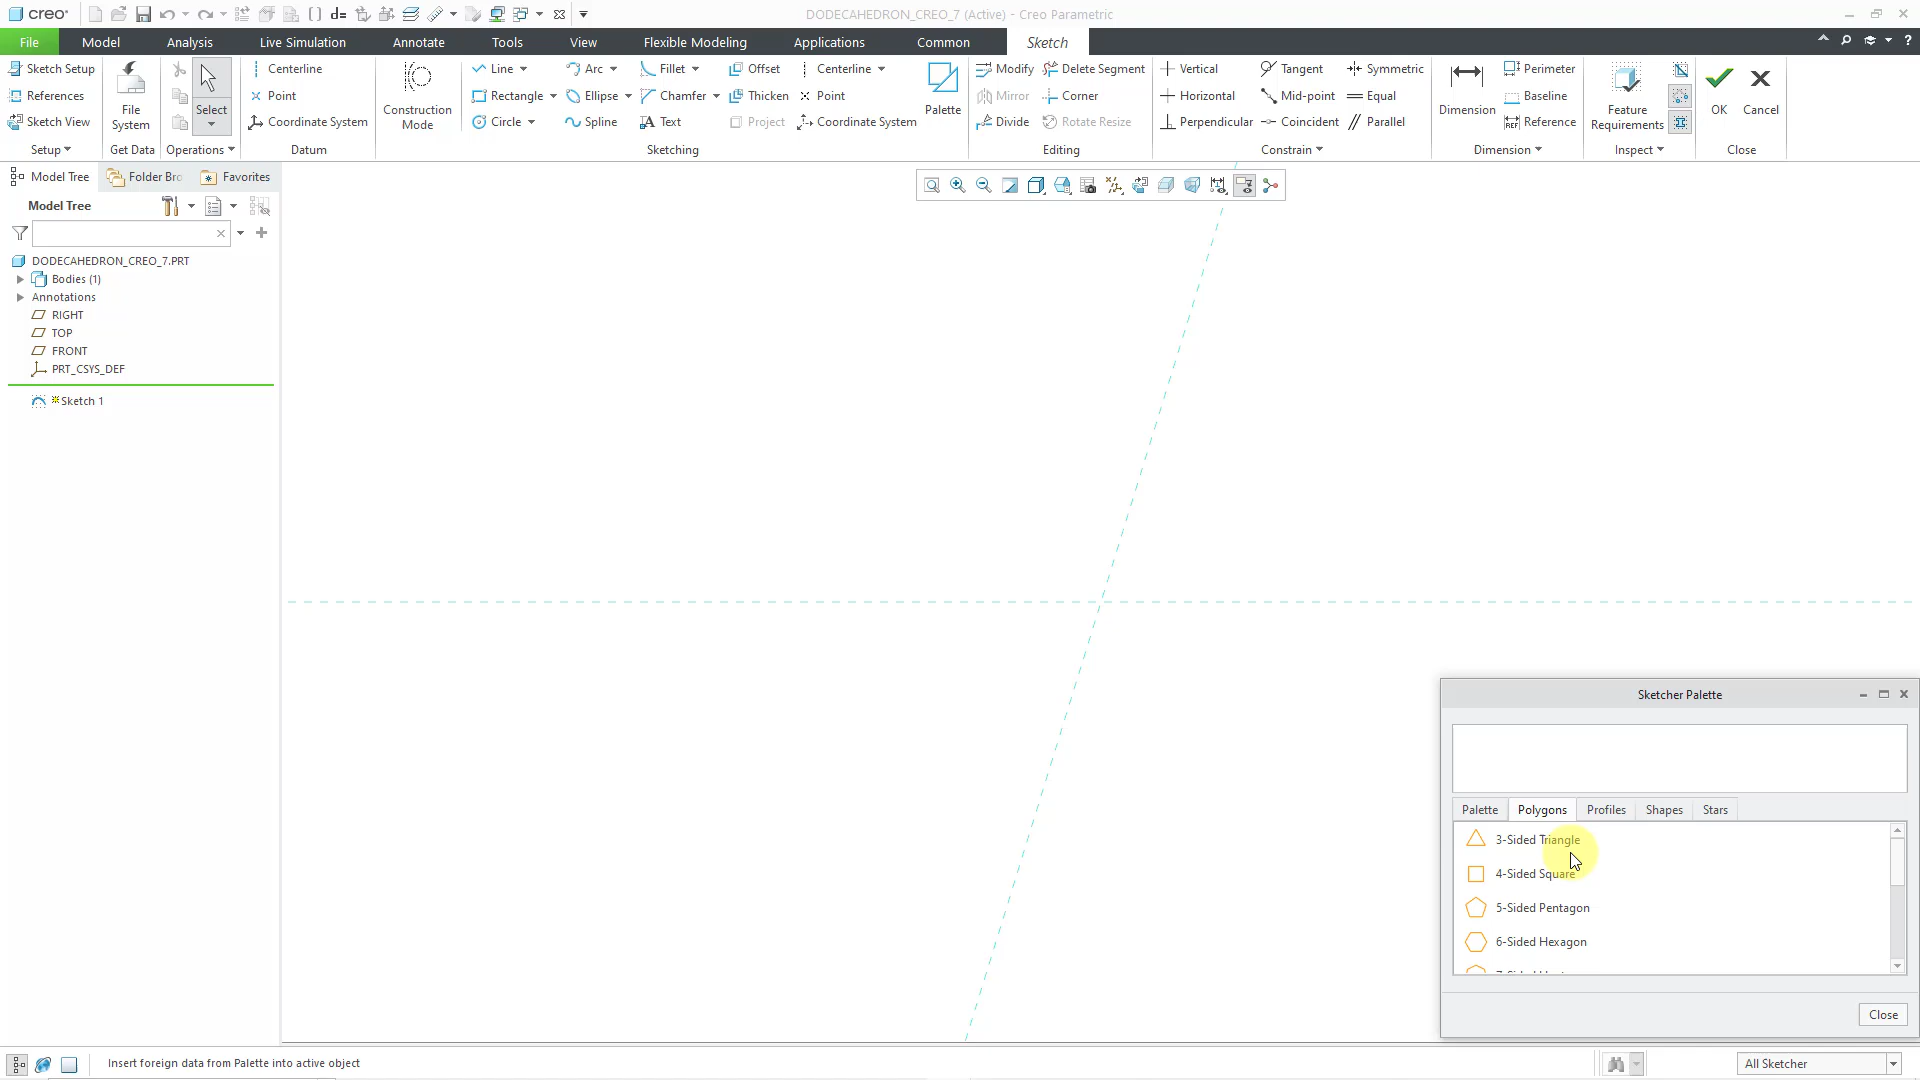 creo
DODECAHEDRON_CREO_7 (Active) - Creo Parametric
File Model Analysis Live Simulation Annotate Tools View Flexible Modeling Applications Common Sketch
Sketch Setup
References
Sketch View
Setup
File System
Get Data
Select
Operations
Centerline
Point
Coordinate System
Datum
Construction Mode
Line Arc Fillet Offset Centerline
Rectangle Ellipse Chamfer Thicken Point
Circle Spline Text Project Coordinate System
Palette
Sketching
Modify Delete Segment
Mirror Corner
Divide Rotate Resize
Editing
Vertical Tangent Symmetric
Horizontal Mid-point Equal
Perpendicular Coincident Parallel
Constrain
Dimension
Perimeter
Baseline
Reference
Dimension
Feature Requirements
Inspect
OK Cancel
Close
Model Tree Folder Bro Favorites
Model Tree
DODECAHEDRON_CREO_7.PRT
Bodies (1)
Annotations
RIGHT
TOP
FRONT
PRT_CSYS_DEF
Sketch 1
Sketcher Palette
Palette Polygons Profiles Shapes Stars
3-Sided Triangle
4-Sided Square
5-Sided Pentagon
6-Sided Hexagon
Close
Insert foreign data from Palette into active object
All Sketcher